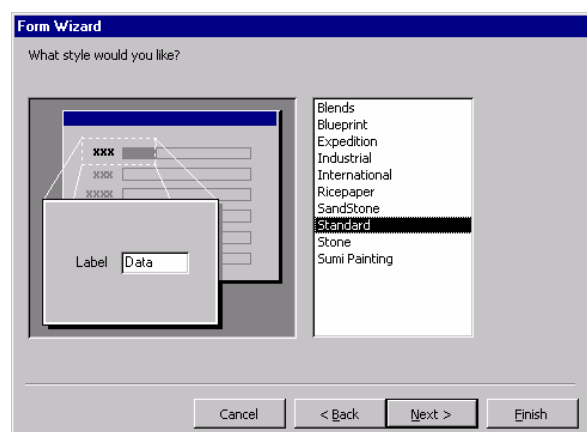 Form Wizard
What style would you like?
xxx
xxx
xxxx
Label Data
Blends
Blueprint
Expedition
Industrial
International
Ricepaper
SandStone
Standard
Stone
Sumi Painting
Cancel < Back Next > Finish